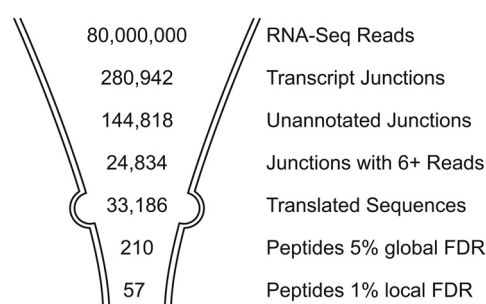 80,000,000 RNA-Seq Reads
280,942 Transcript Junctions
144,818 Unannotated Junctions
24,834 Junctions with 6+ Reads
33,186 Translated Sequences
210 Peptides 5% global FDR
57 Peptides 1% local FDR